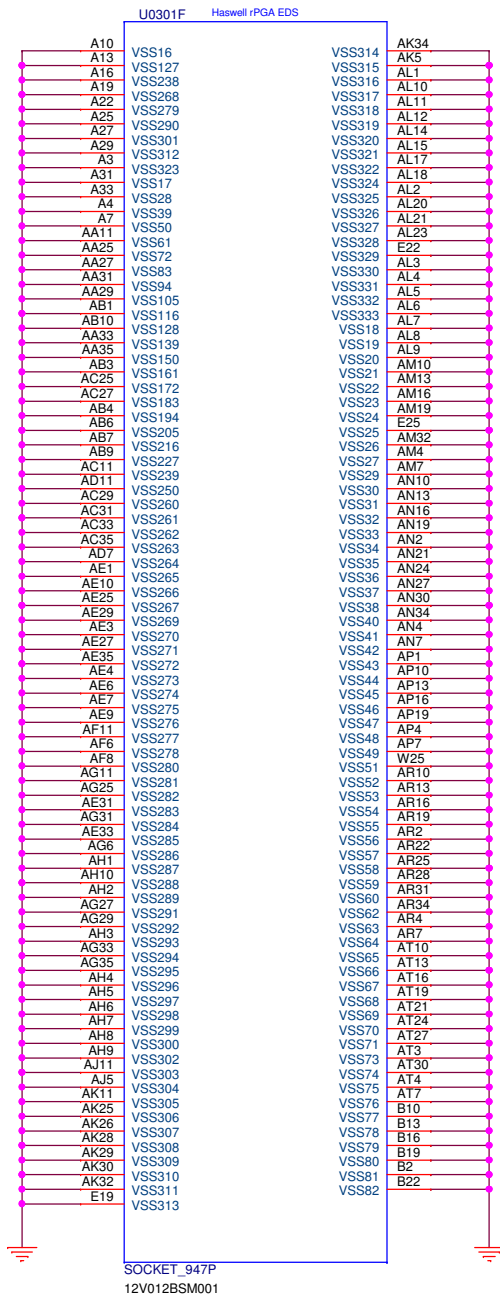 U0301F Haswell rPGA EDS
A10 VSS16 VSS314 AK34
A13 VSS127 VSS315 AK5
A16 VSS238 VSS316 AL1
A19 VSS268 VSS317 AL10
A22 VSS279 VSS318 AL11
A25 VSS290 VSS319 AL12
A27 VSS301 VSS320 AL14
A29 VSS312 VSS321 AL15
A3 VSS323 VSS322 AL17
A31 VSS17 VSS324 AL18
A33 VSS28 VSS325 AL2
A4 VSS39 VSS326 AL20
A7 VSS50 VSS327 AL21
AA11 VSS61 VSS328 AL23
AA25 VSS72 VSS329 E22
AA27 VSS83 VSS330 AL3
AA31 VSS94 VSS331 AL4
AA29 VSS105 VSS332 AL5
AB1 VSS116 VSS333 AL6
AB10 VSS128 VSS18 AL7
AA33 VSS139 VSS19 AL8
AA35 VSS150 VSS20 AL9
AB3 VSS161 VSS21 AM10
AC25 VSS172 VSS22 AM13
AC27 VSS183 VSS23 AM16
AB4 VSS194 VSS24 AM19
AB6 VSS205 VSS25 E25
AB7 VSS216 VSS26 AM32
AB9 VSS227 VSS27 AM4
AC11 VSS239 VSS29 AM7
AD11 VSS250 VSS30 AN10
AC29 VSS260 VSS31 AN13
AC31 VSS261 VSS32 AN16
AC33 VSS262 VSS33 AN19
AC35 VSS263 VSS34 AN2
AD7 VSS264 VSS35 AN21
AE1 VSS265 VSS36 AN24
AE10 VSS266 VSS37 AN27
AE25 VSS267 VSS38 AN30
AE29 VSS269 VSS40 AN34
AE3 VSS270 VSS41 AN4
AE27 VSS271 VSS42 AN7
AE35 VSS272 VSS43 AP1
AE4 VSS273 VSS44 AP10
AE6 VSS274 VSS45 AP13
AE7 VSS275 VSS46 AP16
AE9 VSS276 VSS47 AP19
AF11 VSS277 VSS48 AP4
AF6 VSS278 VSS49 AP7
AF8 VSS280 VSS51 W25
AG11 VSS281 VSS52 AR10
AG25 VSS282 VSS53 AR13
AE31 VSS283 VSS54 AR16
AG31 VSS284 VSS55 AR19
AE33 VSS285 VSS56 AR2
AG6 VSS286 VSS57 AR22
AH1 VSS287 VSS58 AR25
AH10 VSS288 VSS59 AR28
AH2 VSS289 VSS60 AR31
AG27 VSS291 VSS62 AR34
AG29 VSS292 VSS63 AR4
AH3 VSS293 VSS64 AR7
AG33 VSS294 VSS65 AT10
AG35 VSS295 VSS66 AT13
AH4 VSS296 VSS67 AT16
AH5 VSS297 VSS68 AT19
AH6 VSS298 VSS69 AT21
AH7 VSS299 VSS70 AT24
AH8 VSS300 VSS71 AT27
AH9 VSS302 VSS73 AT3
AJ11 VSS303 VSS74 AT30
AJ5 VSS304 VSS75 AT4
AK11 VSS305 VSS76 AT7
AK25 VSS306 VSS77 B10
AK26 VSS307 VSS78 B13
AK28 VSS308 VSS79 B16
AK29 VSS309 VSS80 B19
AK30 VSS310 VSS81 B2
AK32 VSS311 VSS82 B22
E19 VSS313
SOCKET_947P
12V012BSM001